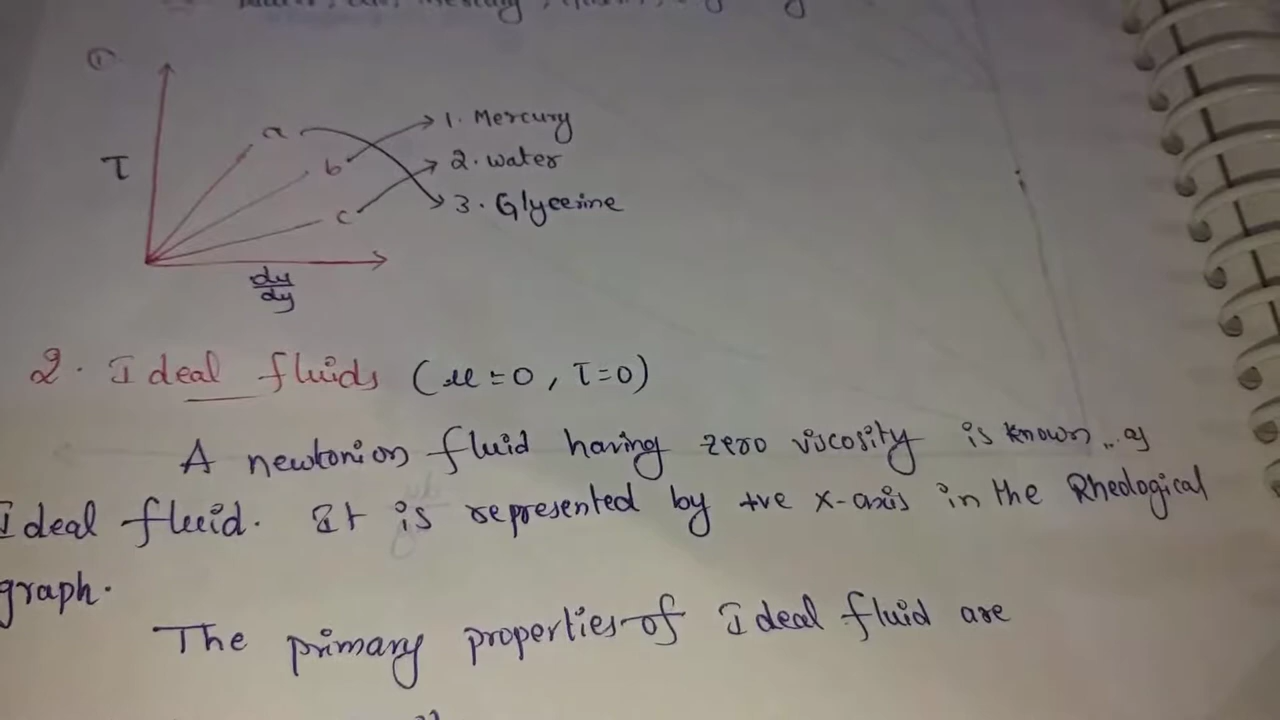 ①
τ
a
b
c
1. Mercury
2. water
3. Glycerine
du/dy
2. Ideal fluids (μ=0, τ=0)
A newtonion fluid having zero viscosity is known as
Ideal fluid. It is represented by +ve x-axis in the Rheological
graph.
The primary properties of Ideal fluid are